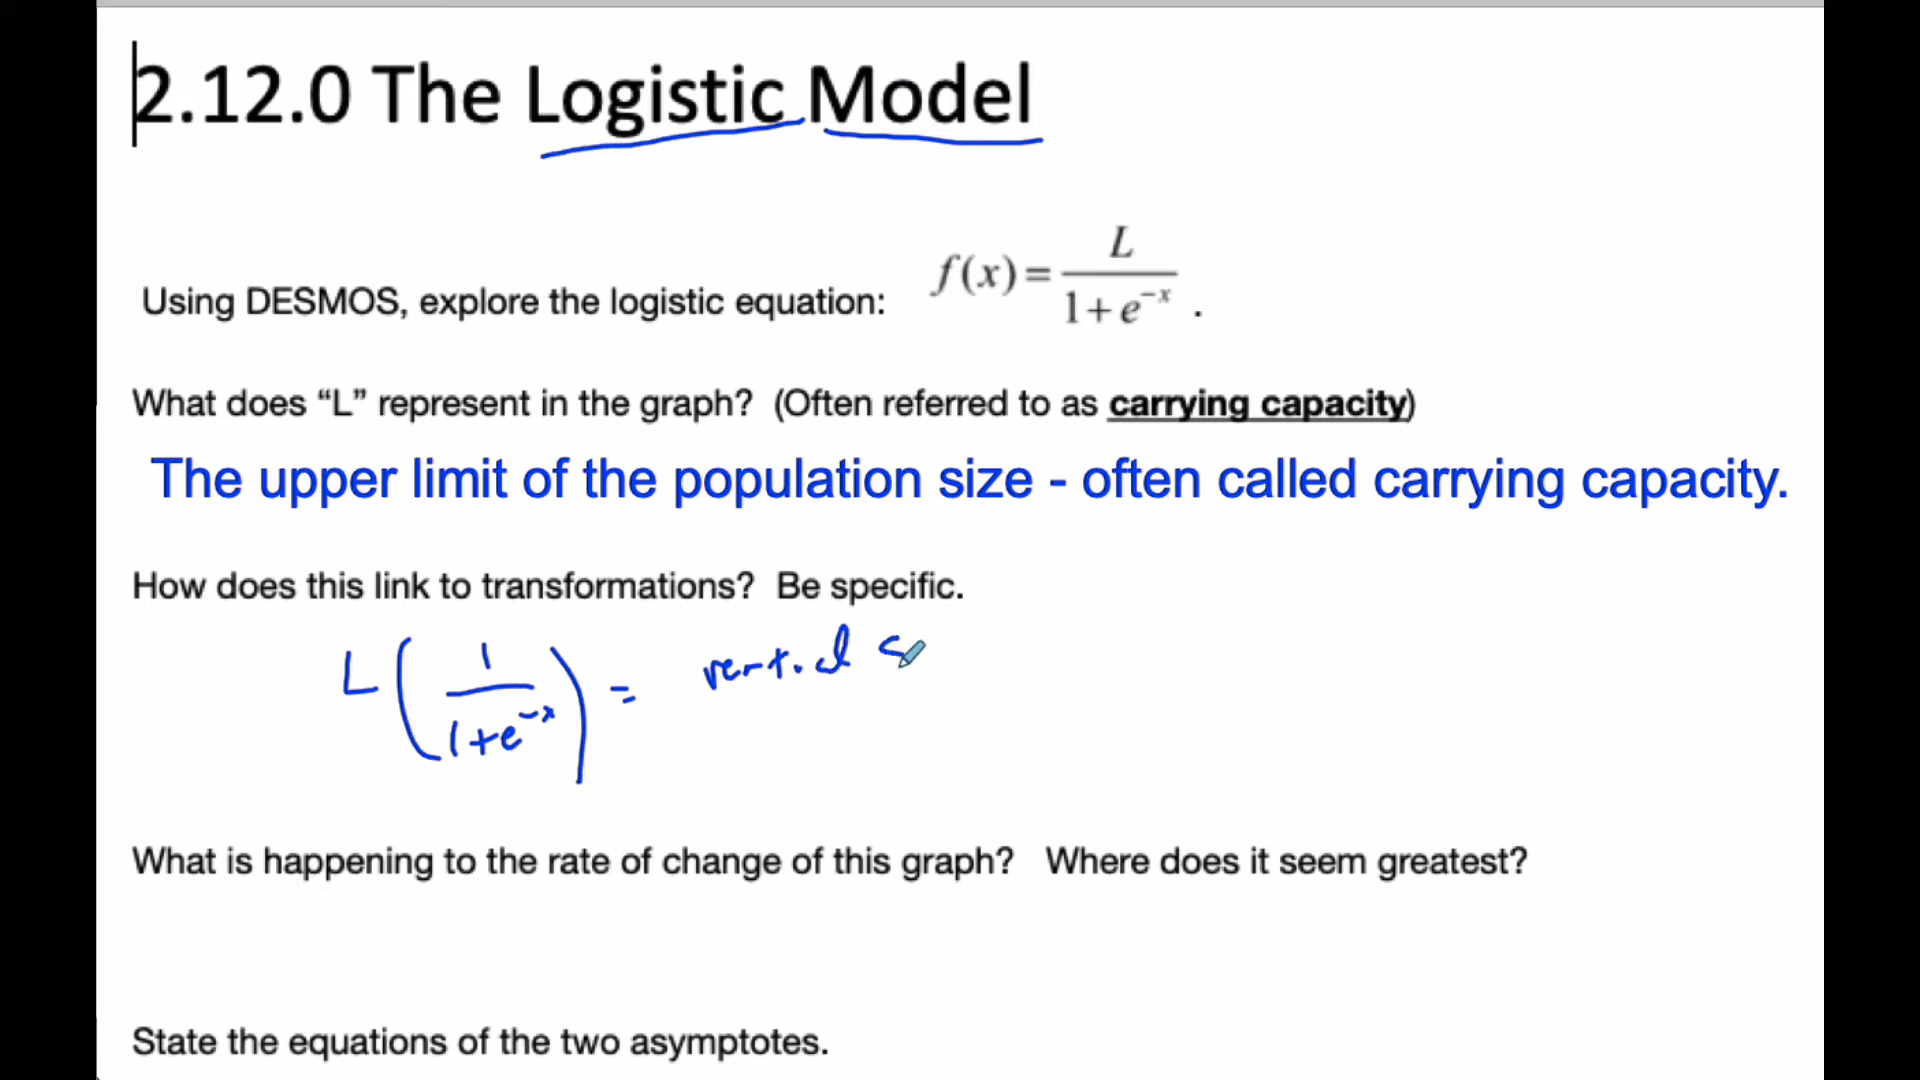 2.12.0 The Logistic Model
Using DESMOS, explore the logistic equation: f(x) = L / (1 + e^{-x}) .
What does “L” represent in the graph? (Often referred to as carrying capacity)
The upper limit of the population size - often called carrying capacity.
How does this link to transformations? Be specific.
L ( 1 / (1 + e^{-x}) ) = vertical s
What is happening to the rate of change of this graph? Where does it seem greatest?
State the equations of the two asymptotes.